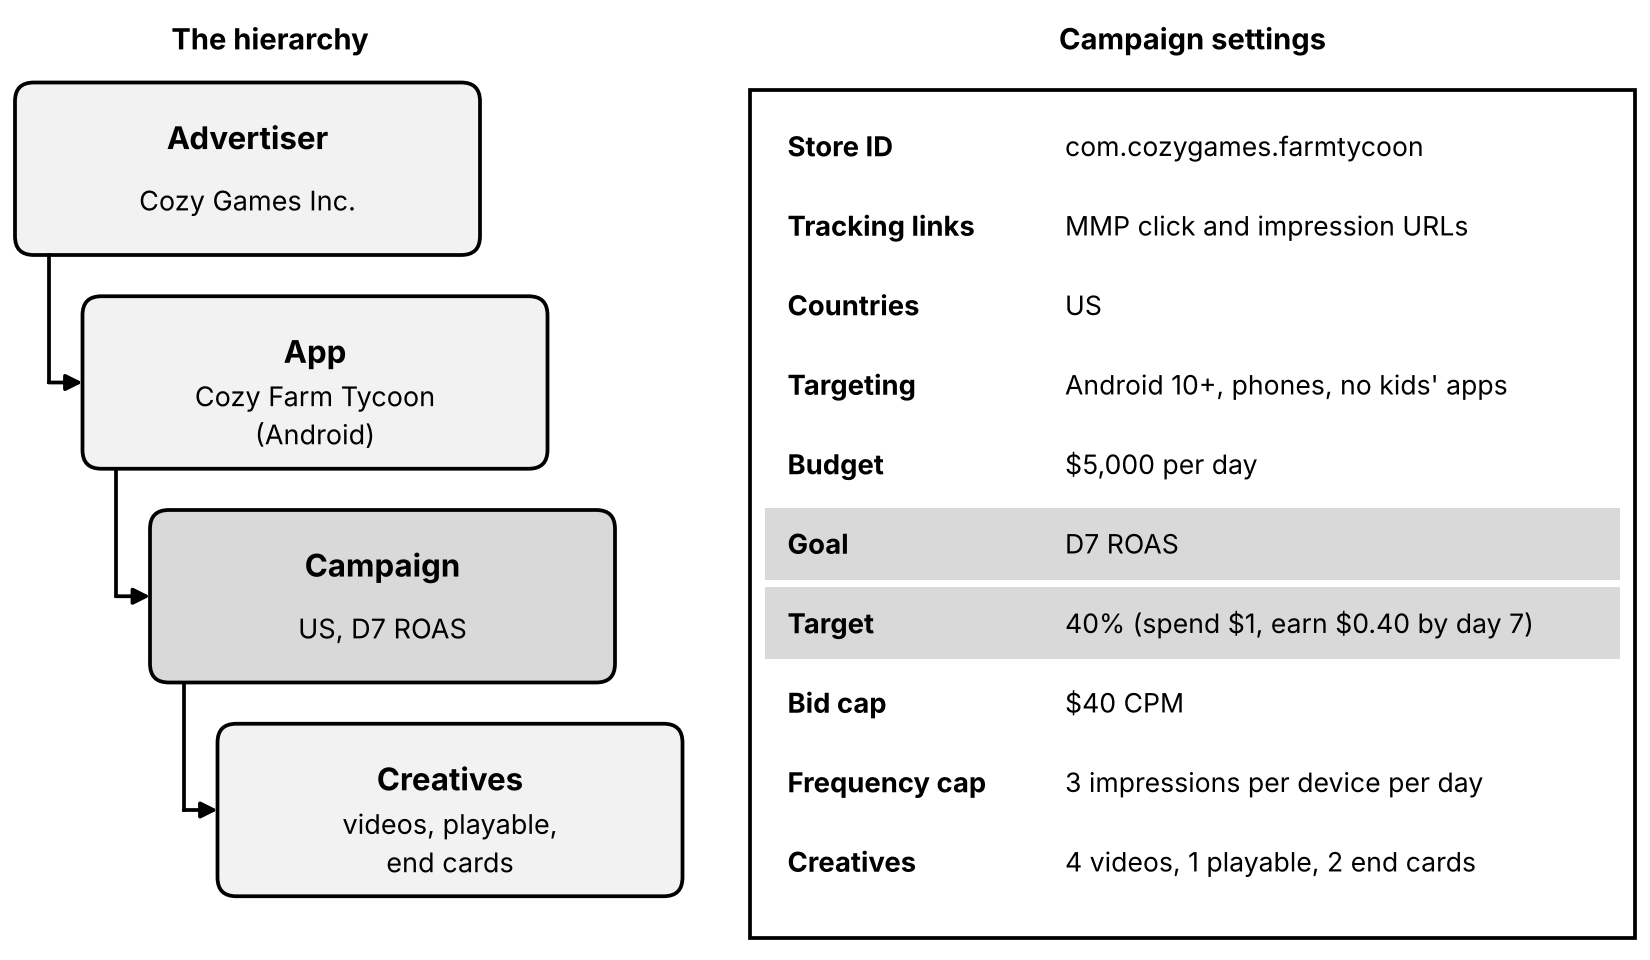 The hierarchy
Advertiser
Cozy Games Inc.
App
Cozy Farm Tycoon
(Android)
Campaign
US, D7 ROAS
Creatives
videos, playable,
end cards
Campaign settings
Store ID com.cozygames.farmtycoon
Tracking links MMP click and impression URLs
Countries US
Targeting Android 10+, phones, no kids' apps
Budget $5,000 per day
Goal D7 ROAS
Target 40% (spend $1, earn $0.40 by day 7)
Bid cap $40 CPM
Frequency cap 3 impressions per device per day
Creatives 4 videos, 1 playable, 2 end cards